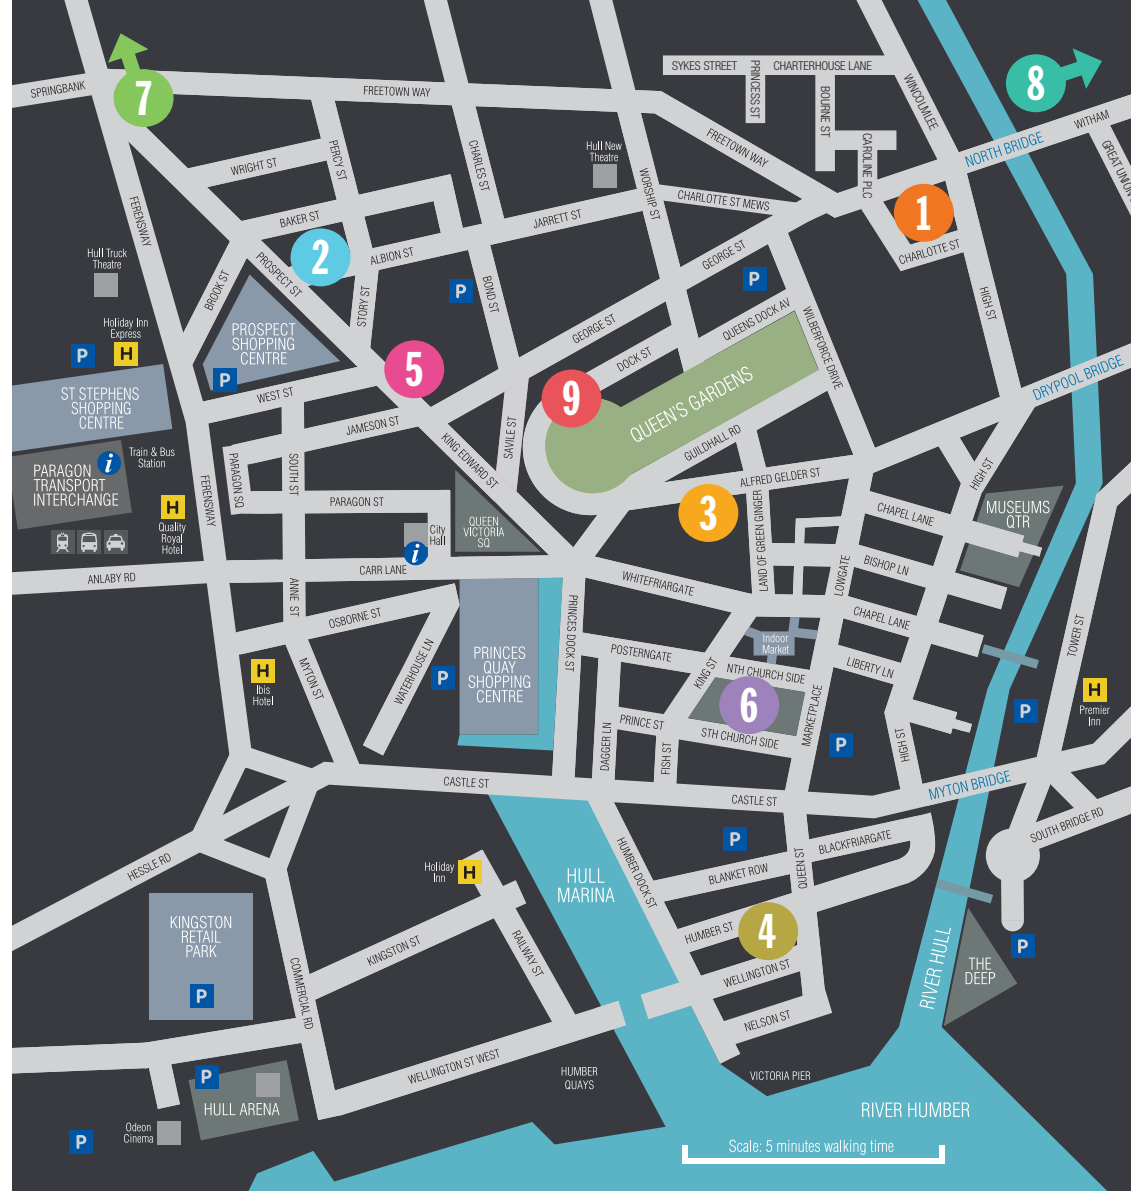 SYKES STREET
PRINCESS ST
CHARTERHOUSE LANE
BOURNE ST
WINCOLMLEE
8
7
SPRINGBANK
FREETOWN WAY
WITHAM
NORTH BRIDGE
FREETOWN WAY
CAROLINE PLC
PERCY ST
CHARLES ST
Hull New
Theatre
WRIGHT ST
WORSHIP ST
CHARLOTTE ST MEWS
1
FERENSWAY
BAKER ST
JARRETT ST
CHARLOTTE ST
Hull Truck
Theatre
PROSPECT ST
2
ALBION ST
GEORGE ST
BROOK ST
STORY ST
P
BOND ST
P
HIGH ST
QUEENS DOCK AV
WILBERFORCE DRIVE
Holiday Inn
Express
P
H
PROSPECT
SHOPPING
CENTRE
P
GEORGE ST
DOCK ST
5
9
QUEEN'S GARDENS
DRYPOOL BRIDGE
ST STEPHENS
SHOPPING
CENTRE
WEST ST
JAMESON ST
SAVILE ST
KING EDWARD ST
GUILDHALL RD
PARAGON
TRANSPORT
INTERCHANGE
i
Train & Bus
Station
PARAGON SQ
SOUTH ST
HIGH ST
ALFRED GELDER ST
H
Quality
Royal
Hotel
FERENSWAY
PARAGON ST
City
Hall
i
QUEEN
VICTORIA
SQ
3
LAND OF GREEN GINGER
CHAPEL LANE
MUSEUMS
QTR
ANLABY RD
CARR LANE
WHITEFRIARGATE
LOWGATE
BISHOP LN
ANNE ST
OSBORNE ST
PRINCES DOCK ST
CHAPEL LANE
TOWER ST
Indoor
Market
POSTERNGATE
KING ST
NTH CHURCH SIDE
LIBERTY LN
H
Ibis
Hotel
MYTON ST
WATERHOUSE LN
P
PRINCES
QUAY
SHOPPING
CENTRE
6
MARKETPLACE
P
H
Premier
Inn
DAGGER LN
PRINCE ST
FISH ST
STH CHURCH SIDE
P
HIGH ST
CASTLE ST
CASTLE ST
MYTON BRIDGE
SOUTH BRIDGE RD
HESSLE RD
Holiday
Inn
H
HULL
MARINA
HUMBER DOCK ST
P
BLANKET ROW
QUEEN ST
BLACKFRIARGATE
KINGSTON
RETAIL
PARK
P
COMMERCIAL RD
KINGSTON ST
RAILWAY ST
HUMBER ST
4
WELLINGTON ST
NELSON ST
RIVER HULL
THE
DEEP
P
WELLINGTON ST WEST
HUMBER
QUAYS
VICTORIA PIER
P
HULL ARENA
Odeon
Cinema
P
RIVER HUMBER
Scale: 5 minutes walking time